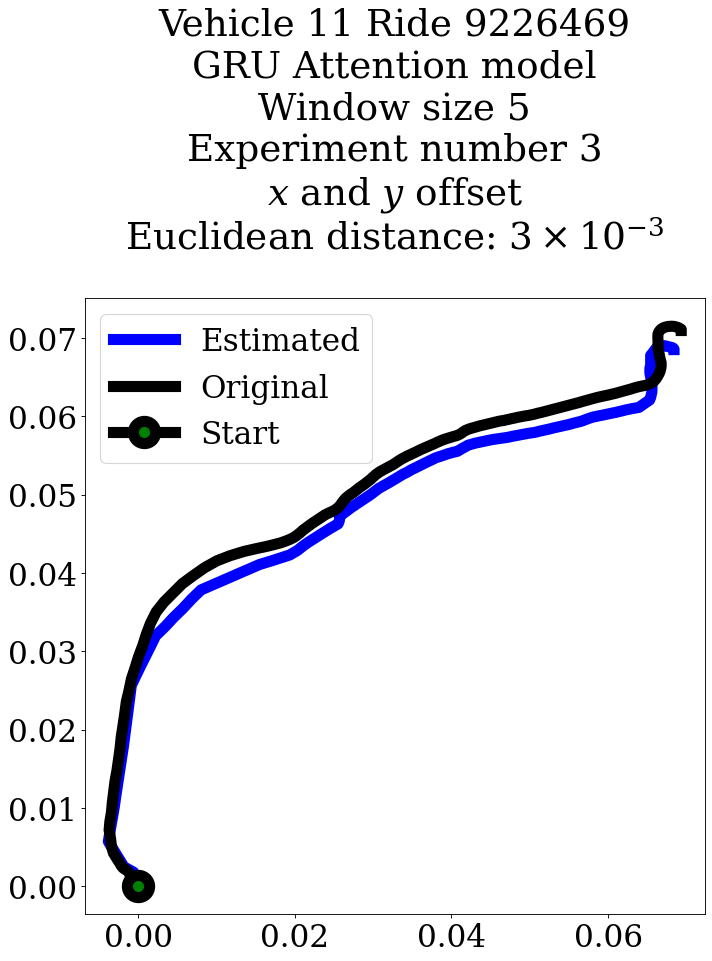 Vehicle 11 Ride 9226469
GRU Attention model
Window size 5
Experiment number 3
x and y offset
Euclidean distance: 3 × 10⁻³
Estimated
Original
Start
0.07
0.06
0.05
0.04
0.03
0.02
0.01
0.00
0.00 0.02 0.04 0.06